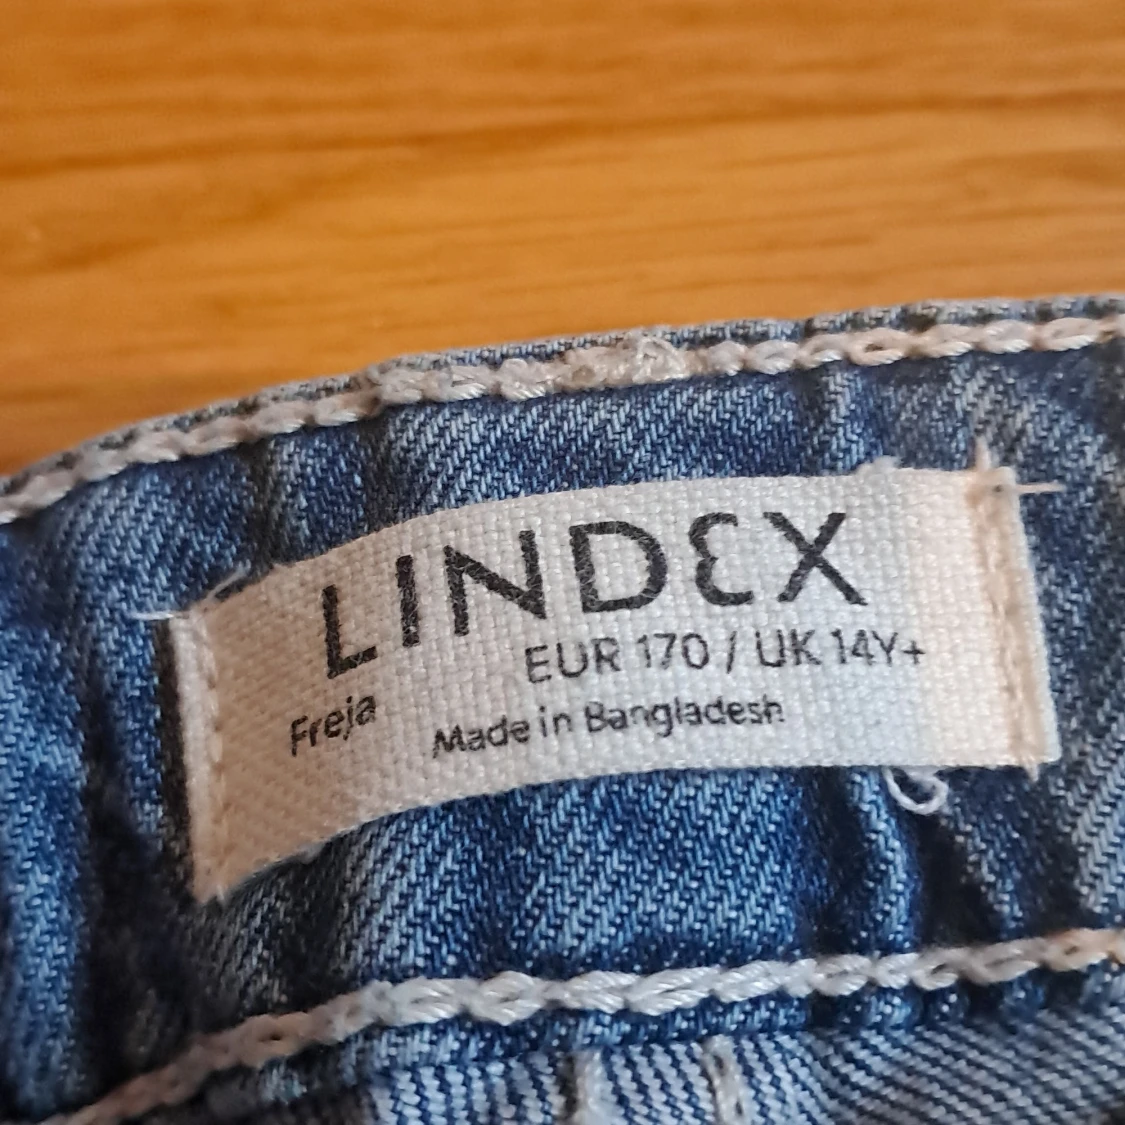 LINDEX
EUR 170 / UK 14Y+
Freja
Made in Bangladesh